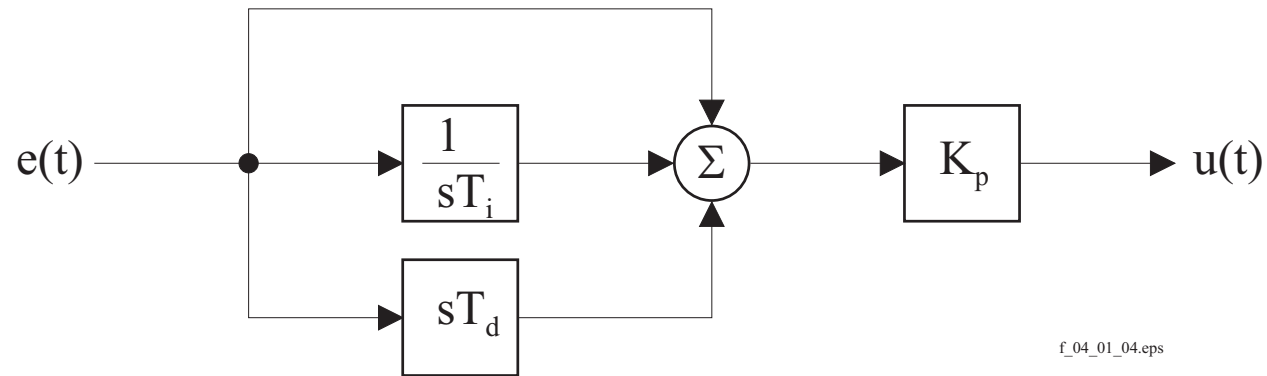 e(t)
1
sT_i
Σ
K_p
u(t)
sT_d
f_04_01_04.eps